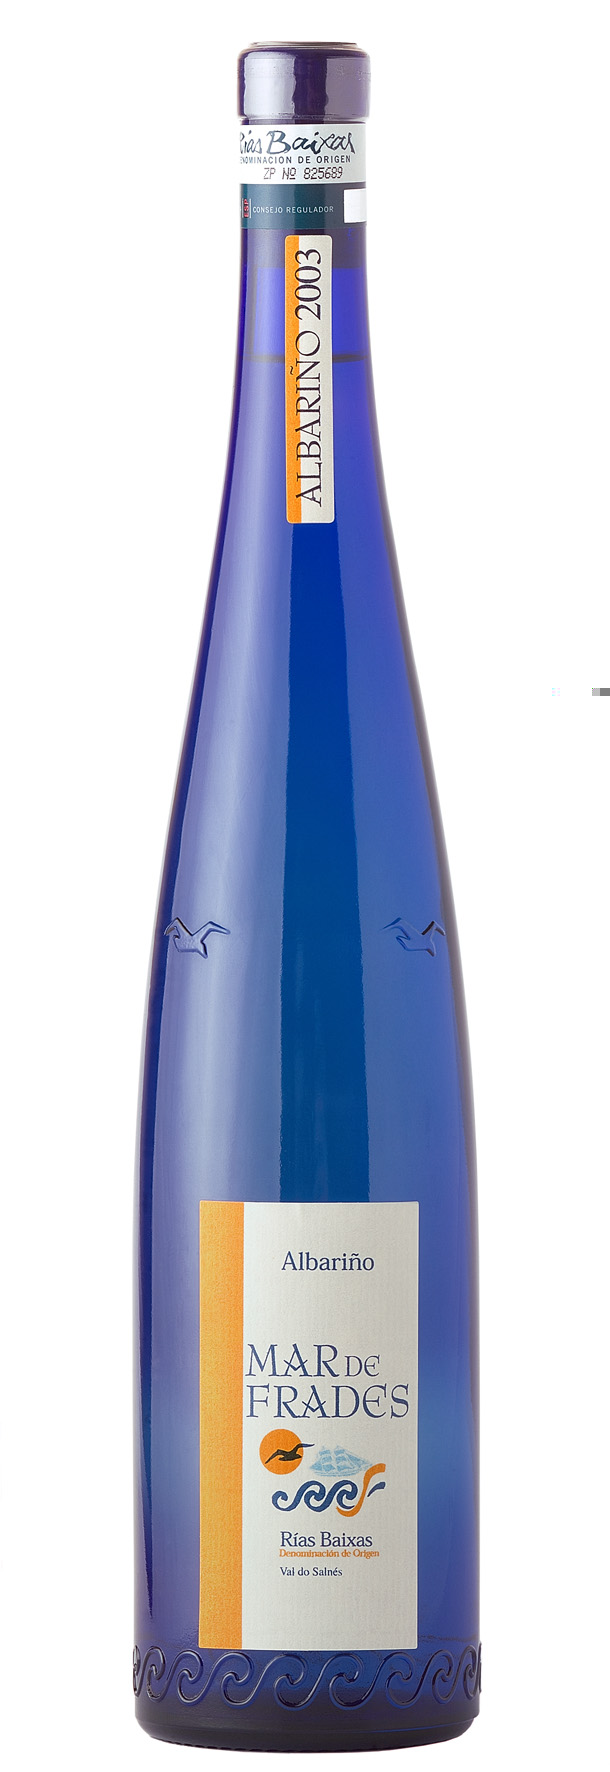 Rías Baixas
DENOMINACION DE ORIGEN
ZP Nº 825689
ESP CONSEJO REGULADOR
ALBARIÑO 2003
Albariño
MAR DE
FRADES
Rías Baixas
Denominación de Origen
Val do Salnés